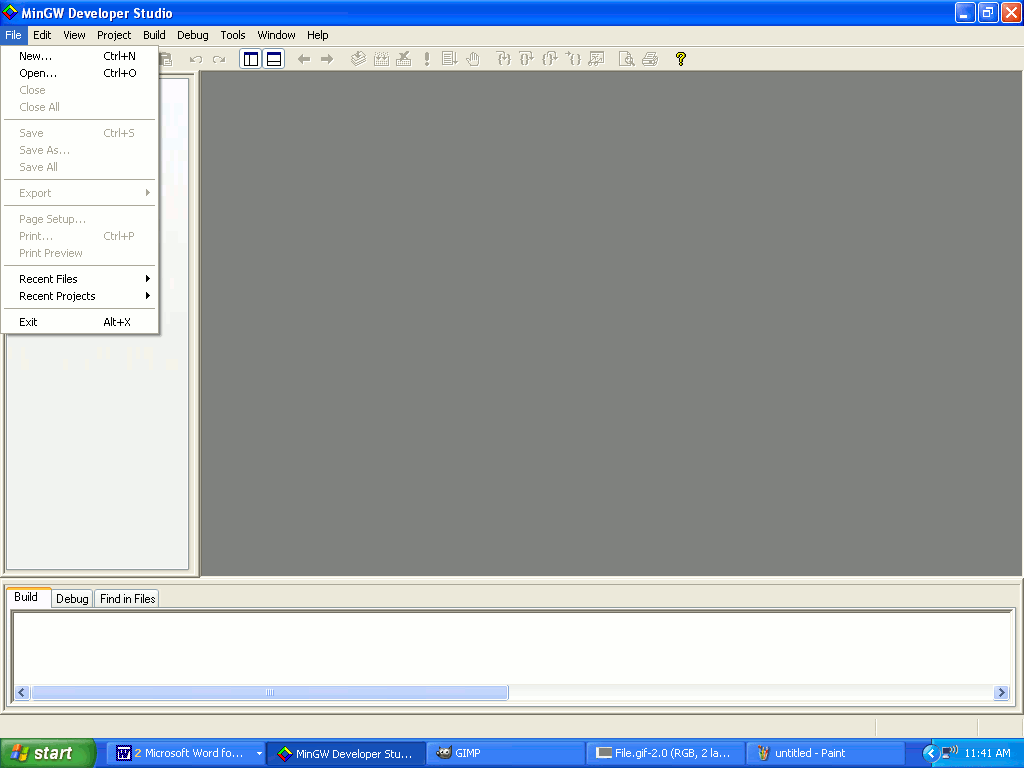 MinGW Developer Studio
File Edit View Project Build Debug Tools Window Help
New... Ctrl+N
Open... Ctrl+O
Close
Close All
Save Ctrl+S
Save As...
Save All
Export
Page Setup...
Print... Ctrl+P
Print Preview
Recent Files
Recent Projects
Exit Alt+X
Build Debug Find in Files
start 2 Microsoft Word fo... MinGW Developer Stu... GIMP File.gif-2.0 (RGB, 2 la... untitled - Paint 11:41 AM